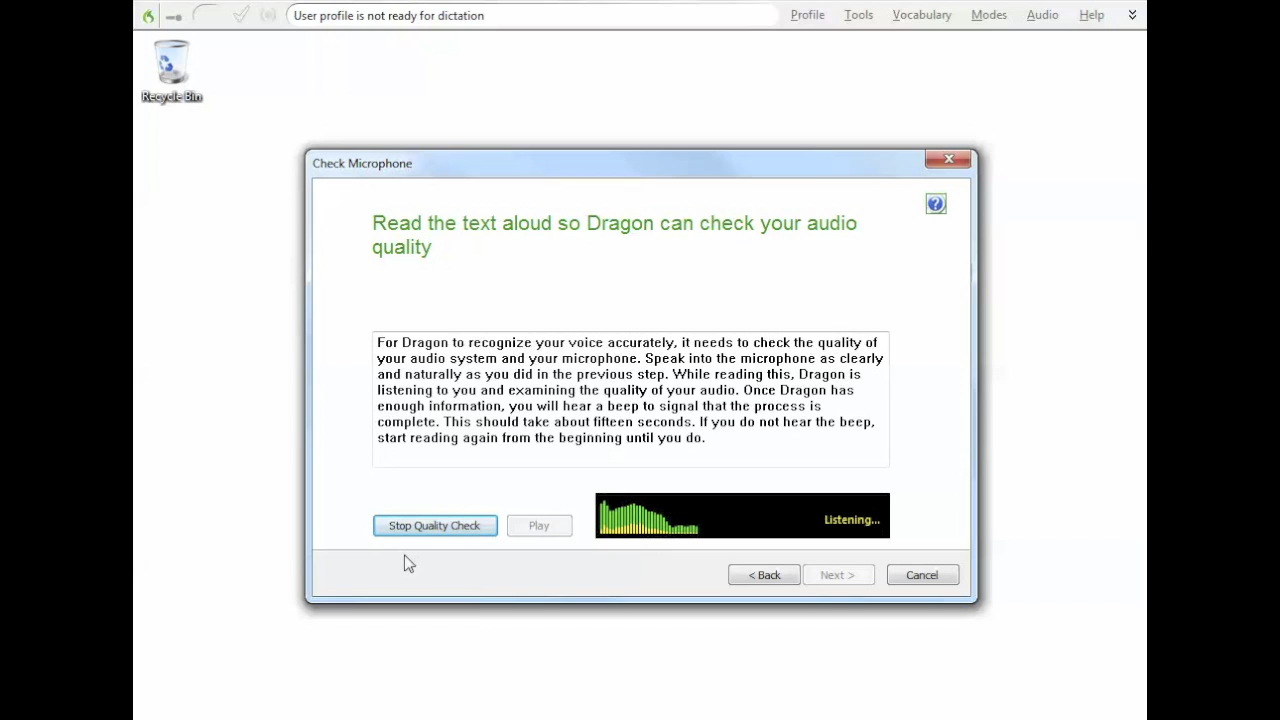 User profile is not ready for dictation
Profile Tools Vocabulary Modes Audio Help
Recycle Bin
Check Microphone
Read the text aloud so Dragon can check your audio
quality
For Dragon to recognize your voice accurately, it needs to check the quality of
your audio system and your microphone. Speak into the microphone as clearly
and naturally as you did in the previous step. While reading this, Dragon is
listening to you and examining the quality of your audio. Once Dragon has
enough information, you will hear a beep to signal that the process is
complete. This should take about fifteen seconds. If you do not hear the beep,
start reading again from the beginning until you do.
Stop Quality Check Play Listening...
< Back Next > Cancel